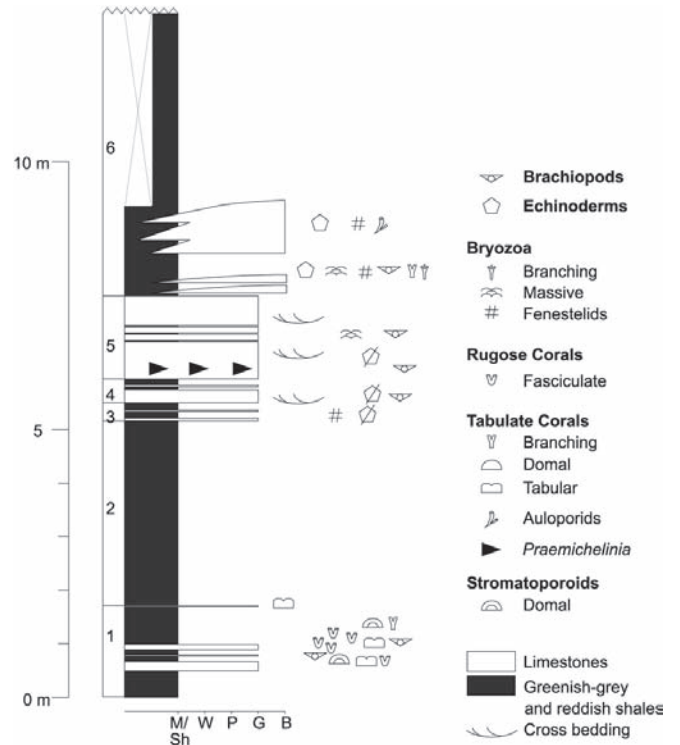 6
10 m
5
4
3
5
2
1
0 m
M/ W P G B
Sh
Brachiopods
Echinoderms
Bryozoa
Branching
Massive
Fenestelids
Rugose Corals
Fasciculate
Tabulate Corals
Branching
Domal
Tabular
Auloporids
Praemichelinia
Stromatoporoids
Domal
Limestones
Greenish-grey
and reddish shales
Cross bedding